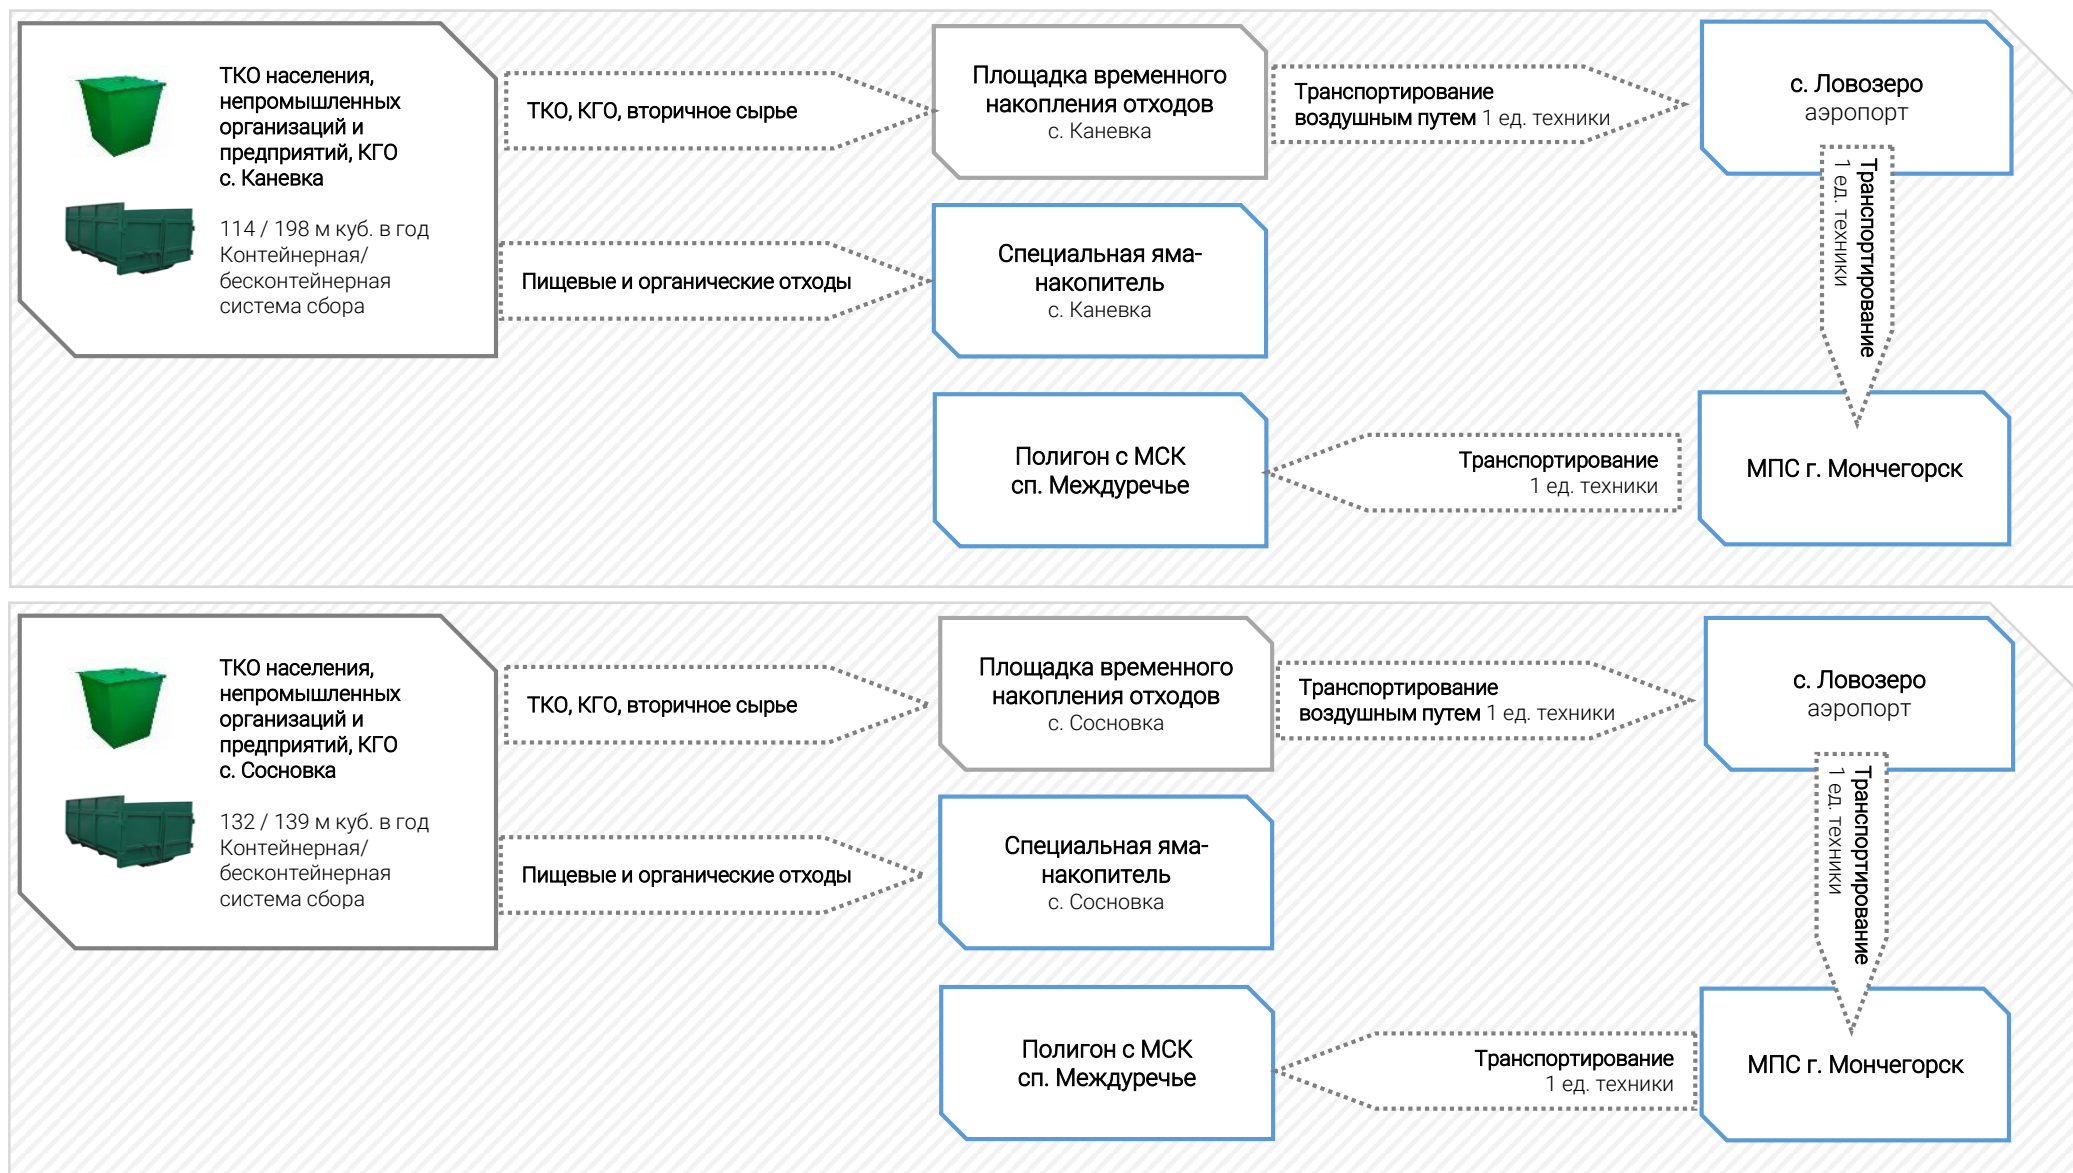 ТКО населения,
непромышленных
организаций и
предприятий, КГО
с. Каневка
114 / 198 м куб. в год
Контейнерная/
бесконтейнерная
система сбора
ТКО, КГО, вторичное сырье
Пищевые и органические отходы
Площадка временного
накопления отходов
с. Каневка
Специальная яма-
накопитель
с. Каневка
Транспортирование
воздушным путем 1 ед. техники
с. Ловозеро
аэропорт
Транспортирование
1 ед. техники
МПС г. Мончегорск
Транспортирование
1 ед. техники
Полигон с МСК
сп. Междуречье
ТКО населения,
непромышленных
организаций и
предприятий, КГО
с. Сосновка
132 / 139 м куб. в год
Контейнерная/
бесконтейнерная
система сбора
ТКО, КГО, вторичное сырье
Пищевые и органические отходы
Площадка временного
накопления отходов
с. Сосновка
Специальная яма-
накопитель
с. Сосновка
Транспортирование
воздушным путем 1 ед. техники
с. Ловозеро
аэропорт
Транспортирование
1 ед. техники
МПС г. Мончегорск
Транспортирование
1 ед. техники
Полигон с МСК
сп. Междуречье